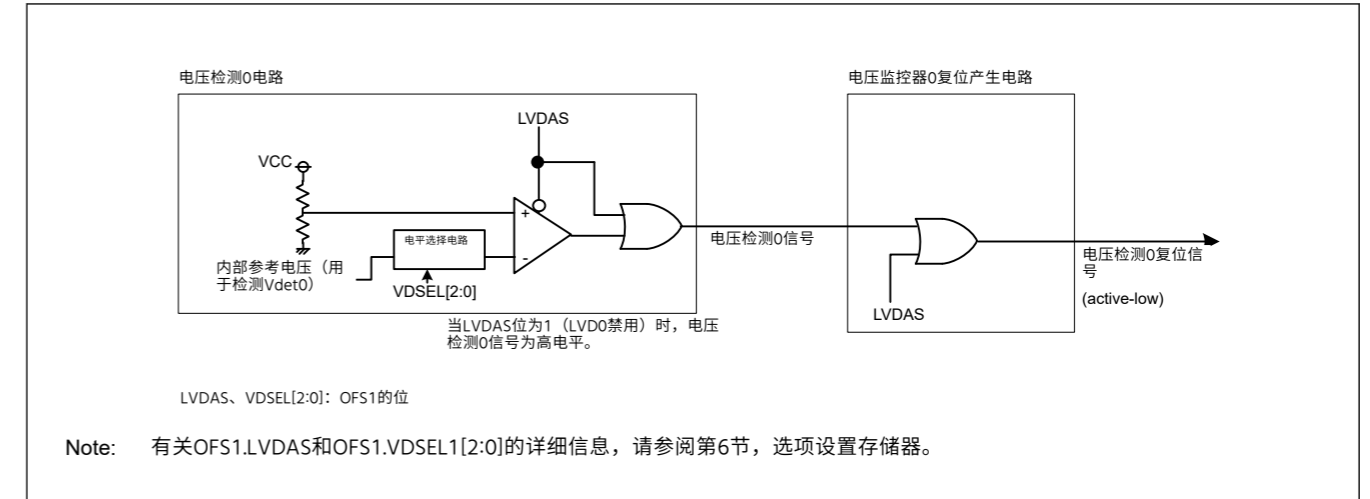 电压检测0电路
电压监控器0复位产生电路
LVDAS
VCC
+
电平选择电路
-
内部参考电压（用
于检测Vdet0）
VDSEL[2:0]
电压检测0信号
当LVDAS位为1（LVD0禁用）时，电压
检测0信号为高电平。
LVDAS
电压检测0复位信
号
(active-low)
LVDAS、VDSEL[2:0]：OFS1的位
Note: 有关OFS1.LVDAS和OFS1.VDSEL1[2:0]的详细信息，请参阅第6节，选项设置存储器。